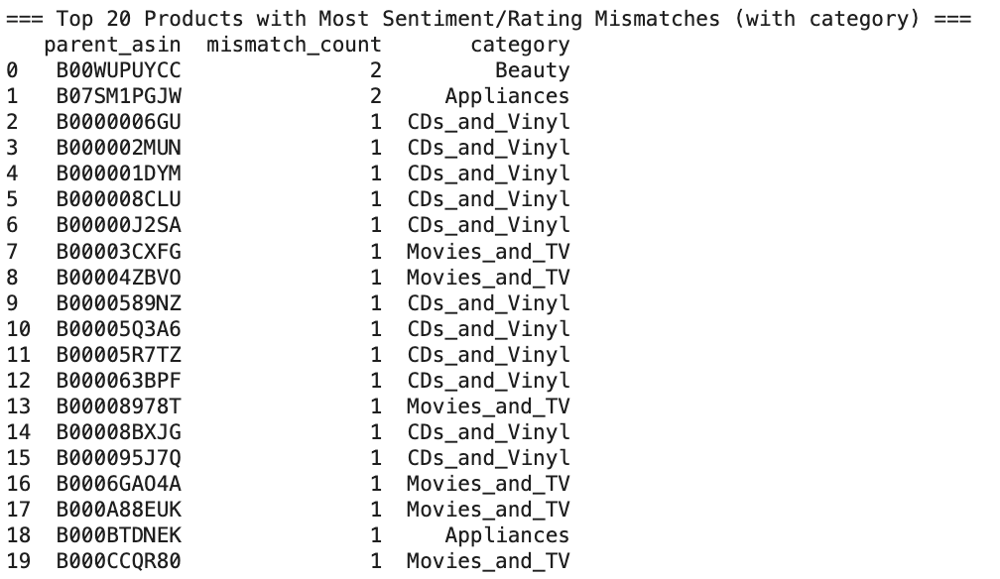 === Top 20 Products with Most Sentiment/Rating Mismatches (with category) ===
parent_asin mismatch_count category
0 B00WUPUYCC 2 Beauty
1 B07SM1PGJW 2 Appliances
2 B0000006GU 1 CDs_and_Vinyl
3 B000002MUN 1 CDs_and_Vinyl
4 B000001DYM 1 CDs_and_Vinyl
5 B000008CLU 1 CDs_and_Vinyl
6 B00000J2SA 1 CDs_and_Vinyl
7 B00003CXFG 1 Movies_and_TV
8 B00004ZBVO 1 Movies_and_TV
9 B0000589NZ 1 CDs_and_Vinyl
10 B00005Q3A6 1 CDs_and_Vinyl
11 B00005R7TZ 1 CDs_and_Vinyl
12 B000063BPF 1 CDs_and_Vinyl
13 B00008978T 1 Movies_and_TV
14 B00008BXJG 1 CDs_and_Vinyl
15 B000095J7Q 1 CDs_and_Vinyl
16 B0006GAO4A 1 Movies_and_TV
17 B000A88EUK 1 Movies_and_TV
18 B000BTDNEK 1 Appliances
19 B000CCQR80 1 Movies_and_TV